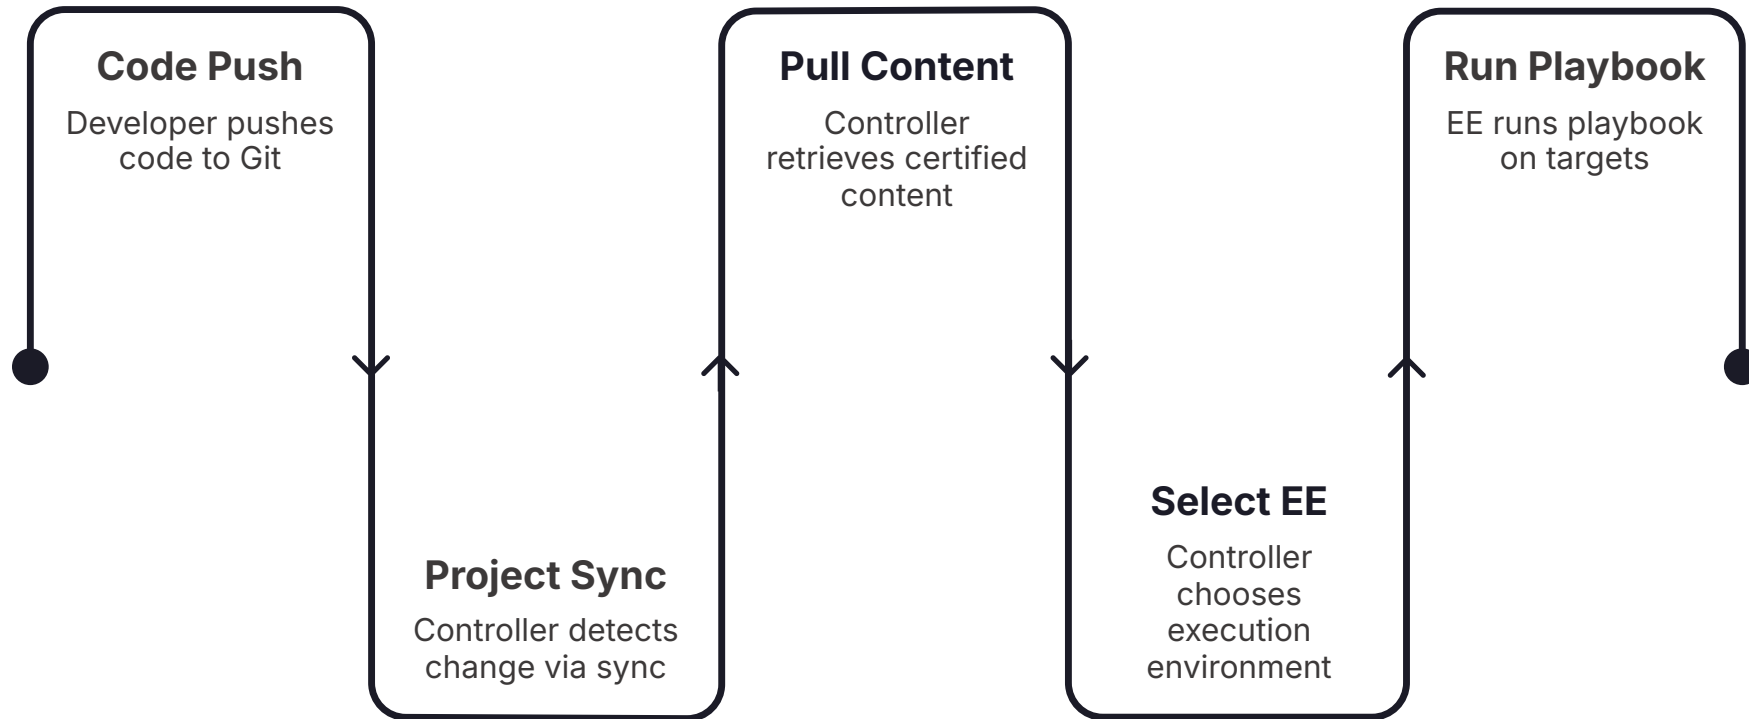 Code Push
Developer pushes
code to Git
Project Sync
Controller detects
change via sync
Pull Content
Controller
retrieves certified
content
Select EE
Controller
chooses
execution
environment
Run Playbook
EE runs playbook
on targets